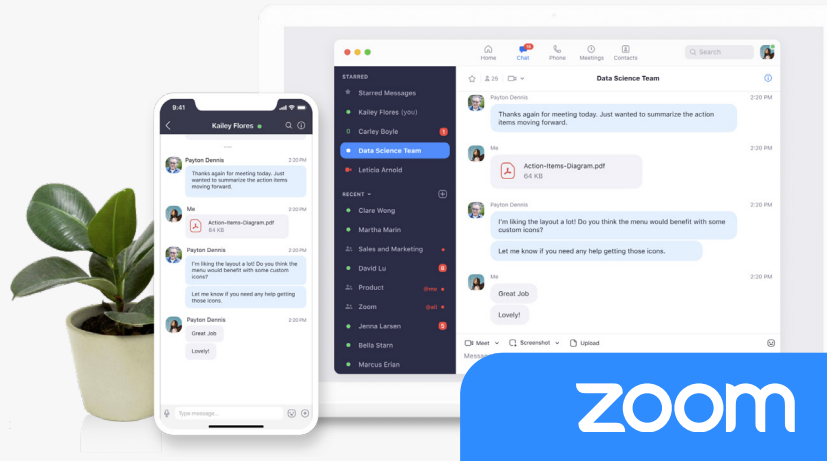 9:41
Kailey Flores
Payton Dennis 2:20 PM
Thanks again for meeting today. Just
wanted to summarize the action items
moving forward.
Me 2:20 PM
Action-Items-Diagram.pdf
64 KB
Payton Dennis 2:20 PM
I'm liking the layout a lot! Do you think the
menu would benefit with some custom
icons?
Let me know if you need any help getting
those icons.
Payton Dennis 2:20 PM
Great Job
Lovely!
Type message...
STARRED
Starred Messages
Kailey Flores (you)
Carley Boyle 1
Data Science Team
Leticia Arnold
RECENT
Clare Wong
Martha Marin
Sales and Marketing
David Lu 8
Product @me
Zoom @all
Jenna Larsen 5
Bella Starn
Marcus Erian
Home Chat Phone Meetings Contacts
Search
25
Data Science Team
Payton Dennis 2:20 PM
Thanks again for meeting today. Just wanted to summarize the action
items moving forward.
Me 2:20 PM
Action-Items-Diagram.pdf
64 KB
Payton Dennis 2:20 PM
I'm liking the layout a lot! Do you think the menu would benefit with some
custom icons?
Let me know if you need any help getting those icons.
Me 2:20 PM
Great Job
Lovely!
Meet Screenshot Upload
zoom